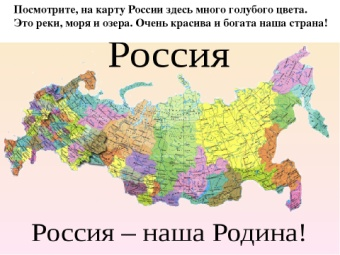 Посмотрите, на карту России здесь много голубого цвета.
Это реки, моря и озера. Очень красива и богата наша страна!
Россия
Россия – наша Родина!